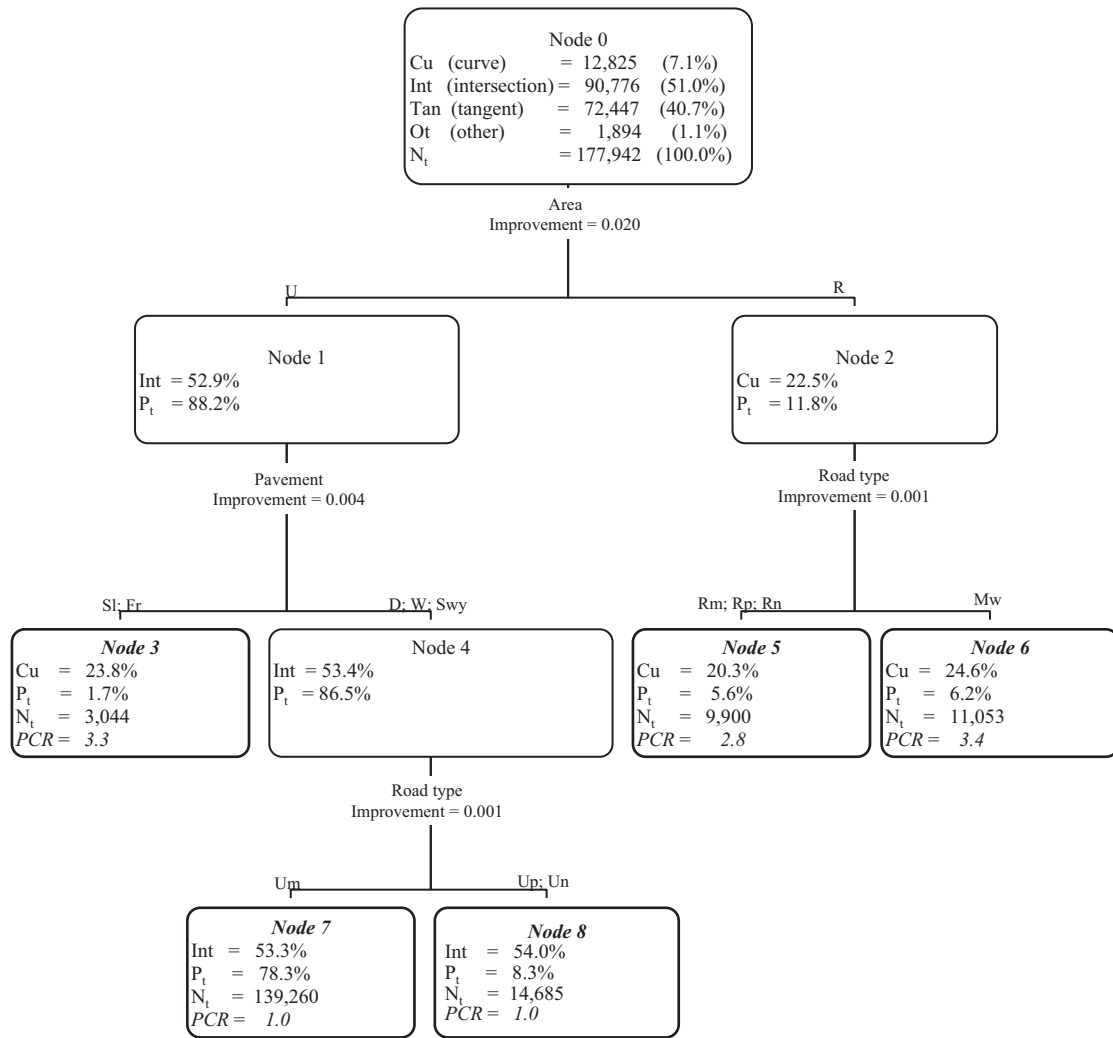 Node 0
Cu (curve) = 12,825 (7.1%)
Int (intersection) = 90,776 (51.0%)
Tan (tangent) = 72,447 (40.7%)
Ot (other) = 1,894 (1.1%)
Nt = 177,942 (100.0%)
Area
Improvement = 0.020
U
R
Node 1
Int = 52.9%
Pt = 88.2%
Node 2
Cu = 22.5%
Pt = 11.8%
Pavement
Improvement = 0.004
Road type
Improvement = 0.001
Sl; Fr
D; W; Swy
Rm; Rp; Rn
Mw
Node 3
Cu = 23.8%
Pt = 1.7%
Nt = 3,044
PCR = 3.3
Node 4
Int = 53.4%
Pt = 86.5%
Node 5
Cu = 20.3%
Pt = 5.6%
Nt = 9,900
PCR = 2.8
Node 6
Cu = 24.6%
Pt = 6.2%
Nt = 11,053
PCR = 3.4
Road type
Improvement = 0.001
Um
Up; Un
Node 7
Int = 53.3%
Pt = 78.3%
Nt = 139,260
PCR = 1.0
Node 8
Int = 54.0%
Pt = 8.3%
Nt = 14,685
PCR = 1.0